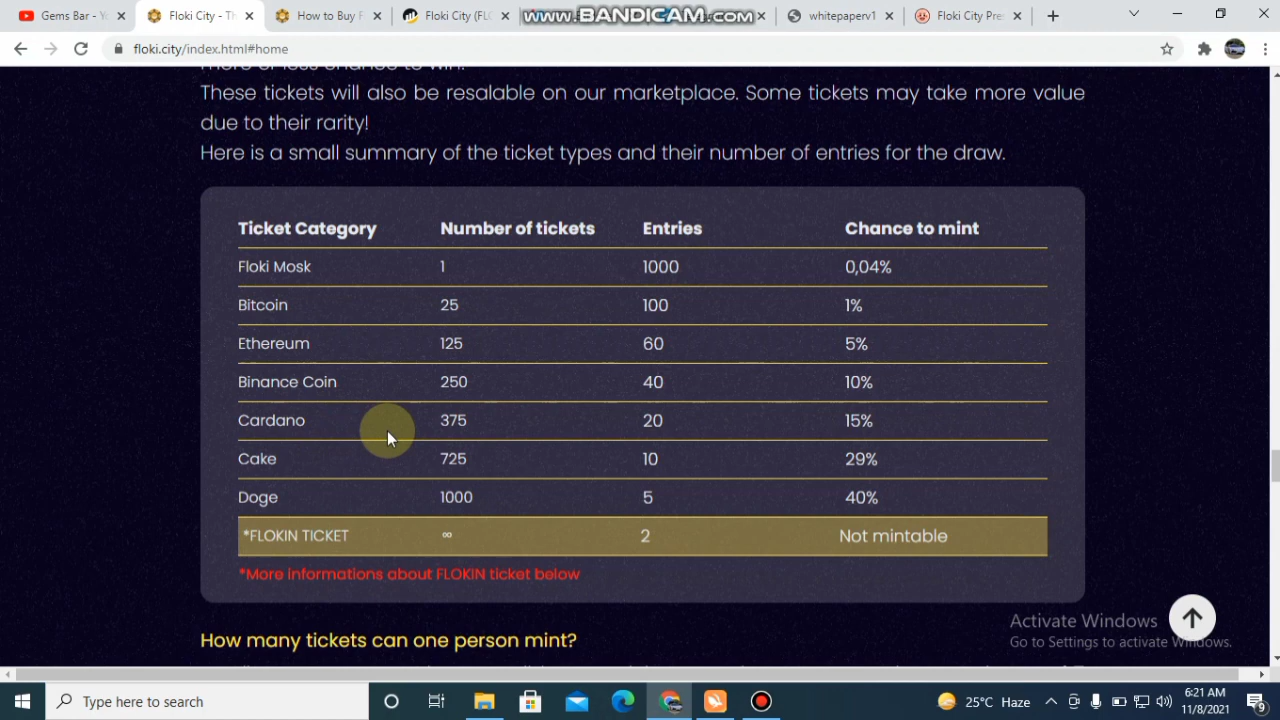 Gems Bar - Yo
Floki City - Th
How to Buy F
Floki City (FLO
www.BANDICAM.com
whitepaperv1
Floki City Pre
floki.city/index.html#home
These tickets will also be resalable on our marketplace. Some tickets may take more value
due to their rarity!
Here is a small summary of the ticket types and their number of entries for the draw.
Ticket Category Number of tickets Entries Chance to mint
Floki Mosk 1 1000 0,04%
Bitcoin 25 100 1%
Ethereum 125 60 5%
Binance Coin 250 40 10%
Cardano 375 20 15%
Cake 725 10 29%
Doge 1000 5 40%
*FLOKIN TICKET ∞ 2 Not mintable
*More informations about FLOKIN ticket below
How many tickets can one person mint?
Activate Windows
Go to Settings to activate Windows.
Type here to search
25°C Haze
6:21 AM
11/8/2021
9